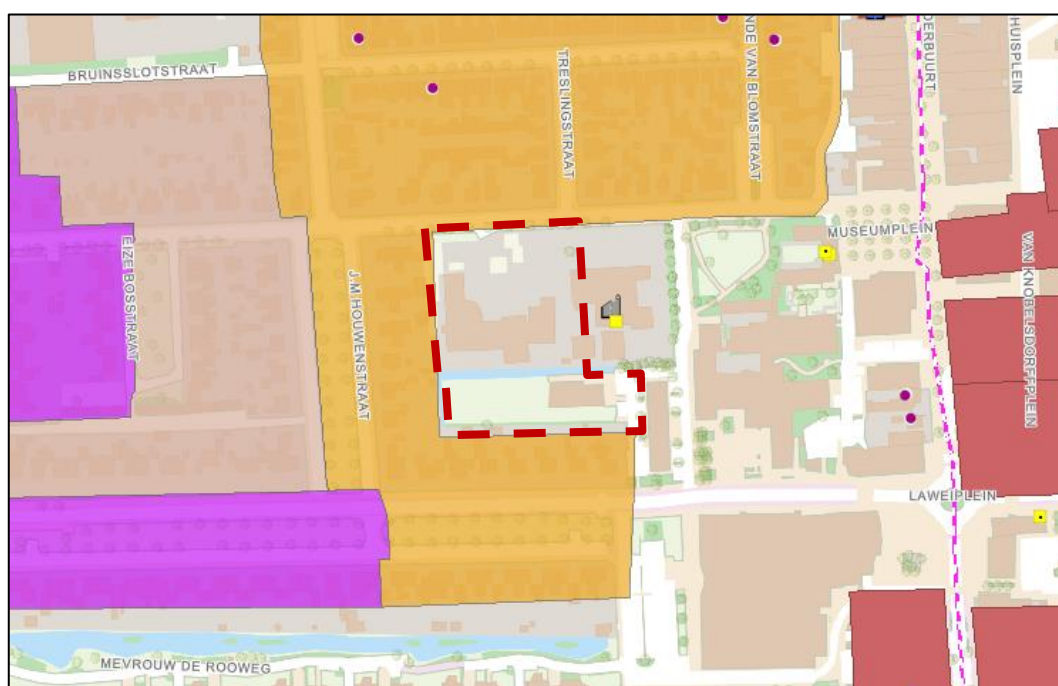 BRUINSSLOTSTRAAT
TRESLINGSTRAAT
NDE VAN BLOMSTRAAT
DERBUURT
HUISPLEIN
MUSEUMPLEIN
EIZE BOSSTRAAT
J.M.HOUWENSTRAAT
VAN KNOBELSDORFFPLEIN
LAWEIPLEIN
MEVROUW DE ROOWEG